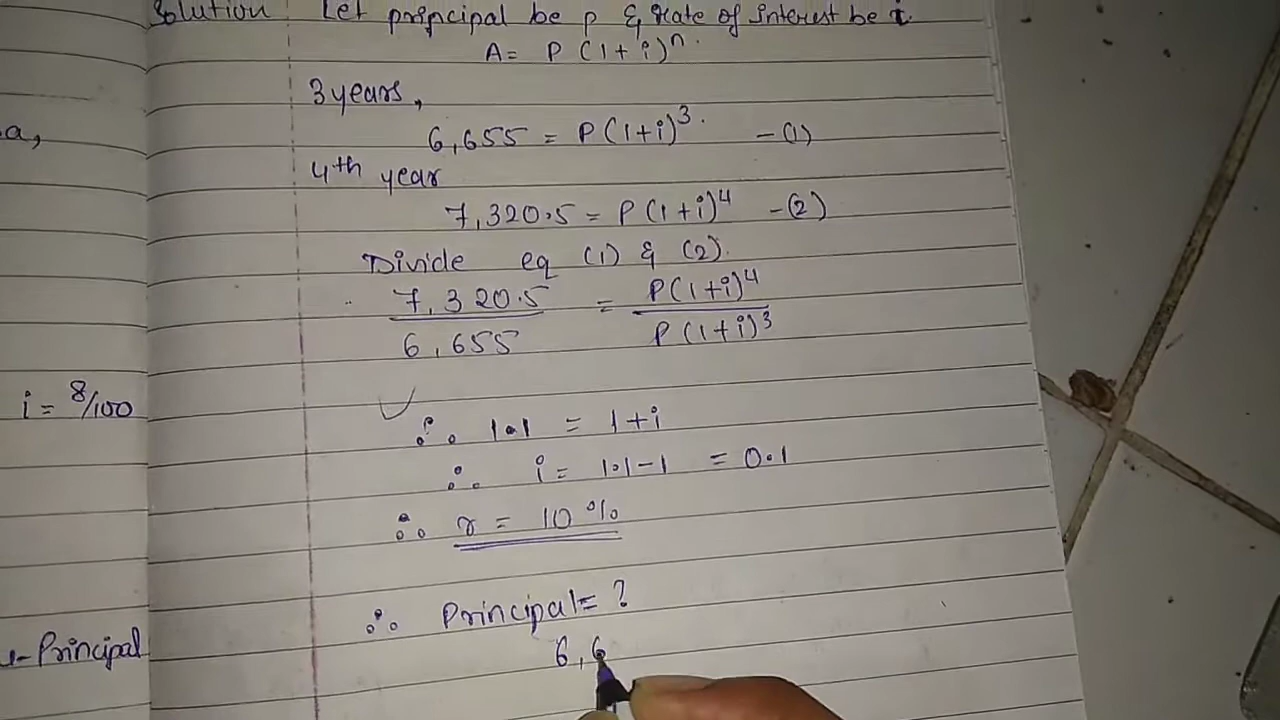 Solution Let principal be p & rate of interest be i
A = P (1 + i)^n.
3 years,
a,
6,655 = P(1+i)^3. - (1)
4th year
7,320.5 = P(1+i)^4 - (2)
Divide eq (1) & (2).
7,320.5 / 6,655 = P(1+i)^4 / P(1+i)^3
i = 8/100
∴ 1.1 = 1+i
∴ i = 1.1-1 = 0.1
∴ r = 10%
∴ Principal = ?
- Principal
6,6